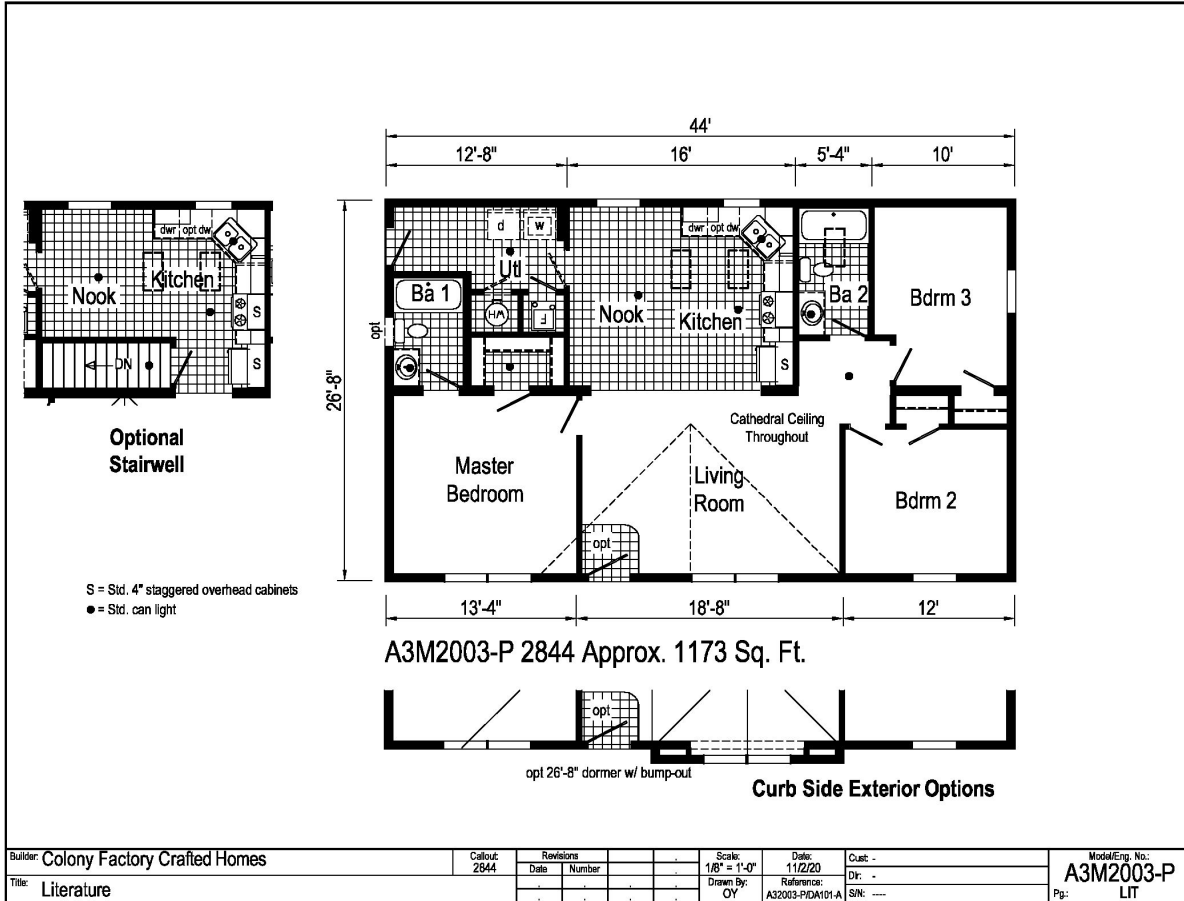 44'
12'-8"
16'
5'-4"
10'
26'-8"
d
w
Utl
Ba 1
opt
HW
L
dwr opt dw
Nook
Kitchen
S
Ba 2
Bdrm 3
Master
Bedroom
Living
Room
Cathedral Ceiling
Throughout
Bdrm 2
opt
13'-4"
18'-8"
12'
dwr opt dw
Nook
Kitchen
S
S
DN
Optional
Stairwell
S = Std. 4" staggered overhead cabinets
● = Std. can light
A3M2003-P 2844 Approx. 1173 Sq. Ft.
opt
opt 26'-8" dormer w/ bump-out
Curb Side Exterior Options
Builder: Colony Factory Crafted Homes
Title: Literature
Callout:
2844
Revisions
Date Number
Scale:
1/8" = 1'-0"
Drawn By:
OY
Date:
11/2/20
Reference:
A32003-P/DA101-A
Cust: -
Dir: -
S/N: ----
Model/Eng. No.:
A3M2003-P
Pg.: LIT